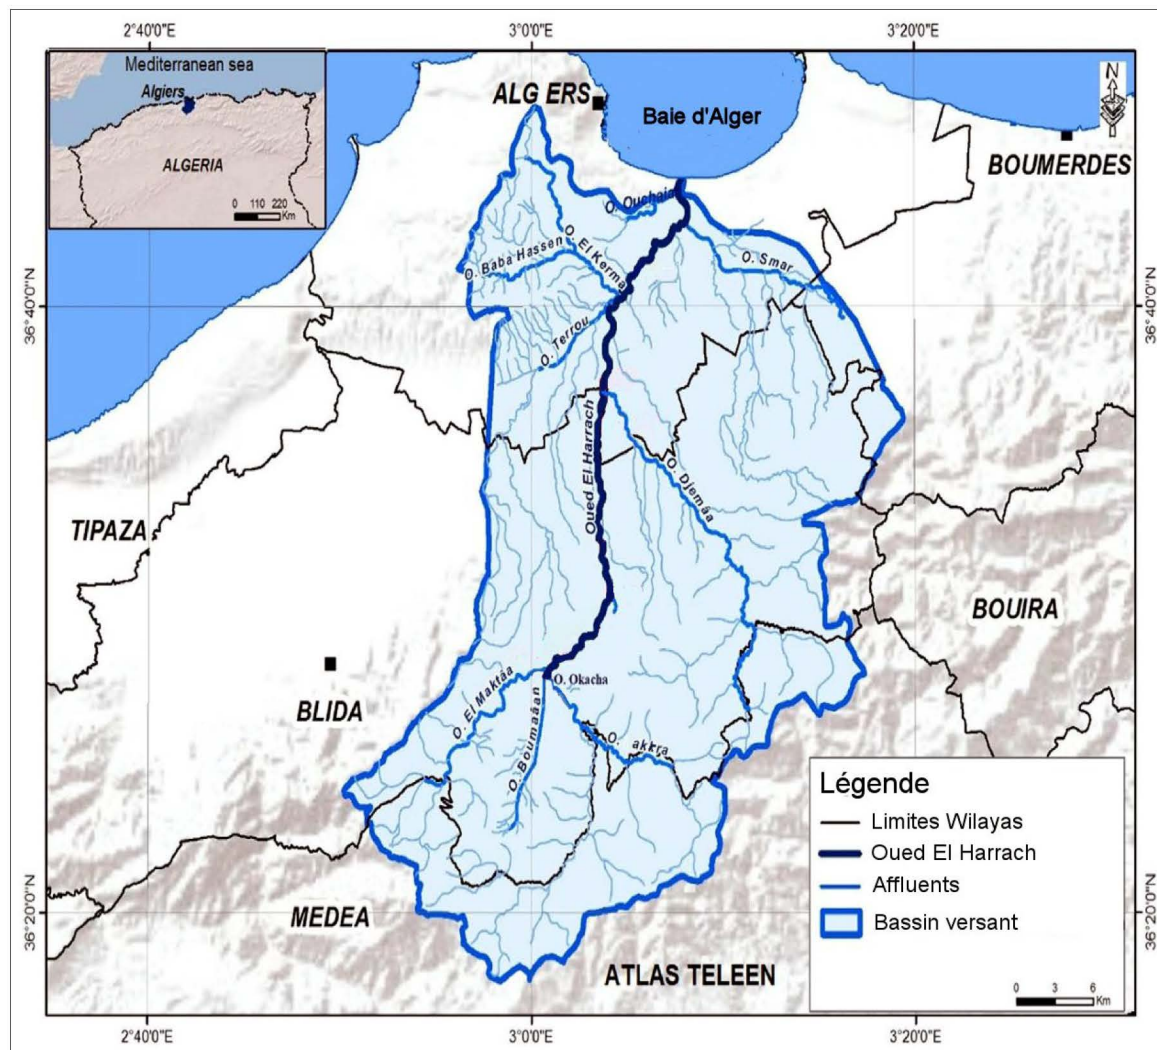 2°40'0"E
3°0'0"E
3°20'0"E
Mediterranean sea
Algiers
ALGERIA
0 110 220
Km
ALG ERS
Baie d'Alger
N
BOUMERDES
O. Ouchaia
O. Baba Hassen
O. El Kerma
O. Smar
36°40'0"N
36°40'0"N
O. Terrou
Oued El Harrach
O. Djemâa
TIPAZA
BOUIRA
BLIDA
O. El Maktâa
O. Okacha
O. Boumaâan
O. akkra
Légende
Limites Wilayas
Oued El Harrach
Affluents
Bassin versant
0 3 6
Km
36°20'0"N
36°20'0"N
MEDEA
ATLAS TELEEN
2°40'0"E
3°0'0"E
3°20'0"E